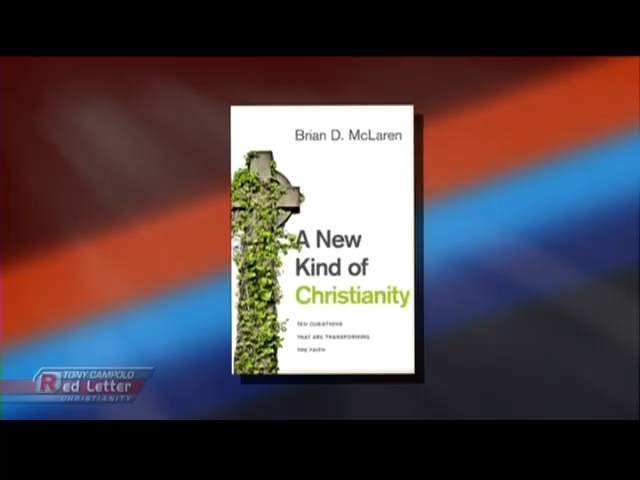 Brian D. McLaren
A New
Kind of
Christianity
TEN QUESTIONS
THAT ARE TRANSFORMING
THE FAITH
TONY CAMPOLO
Red Letter
CHRISTIANITY